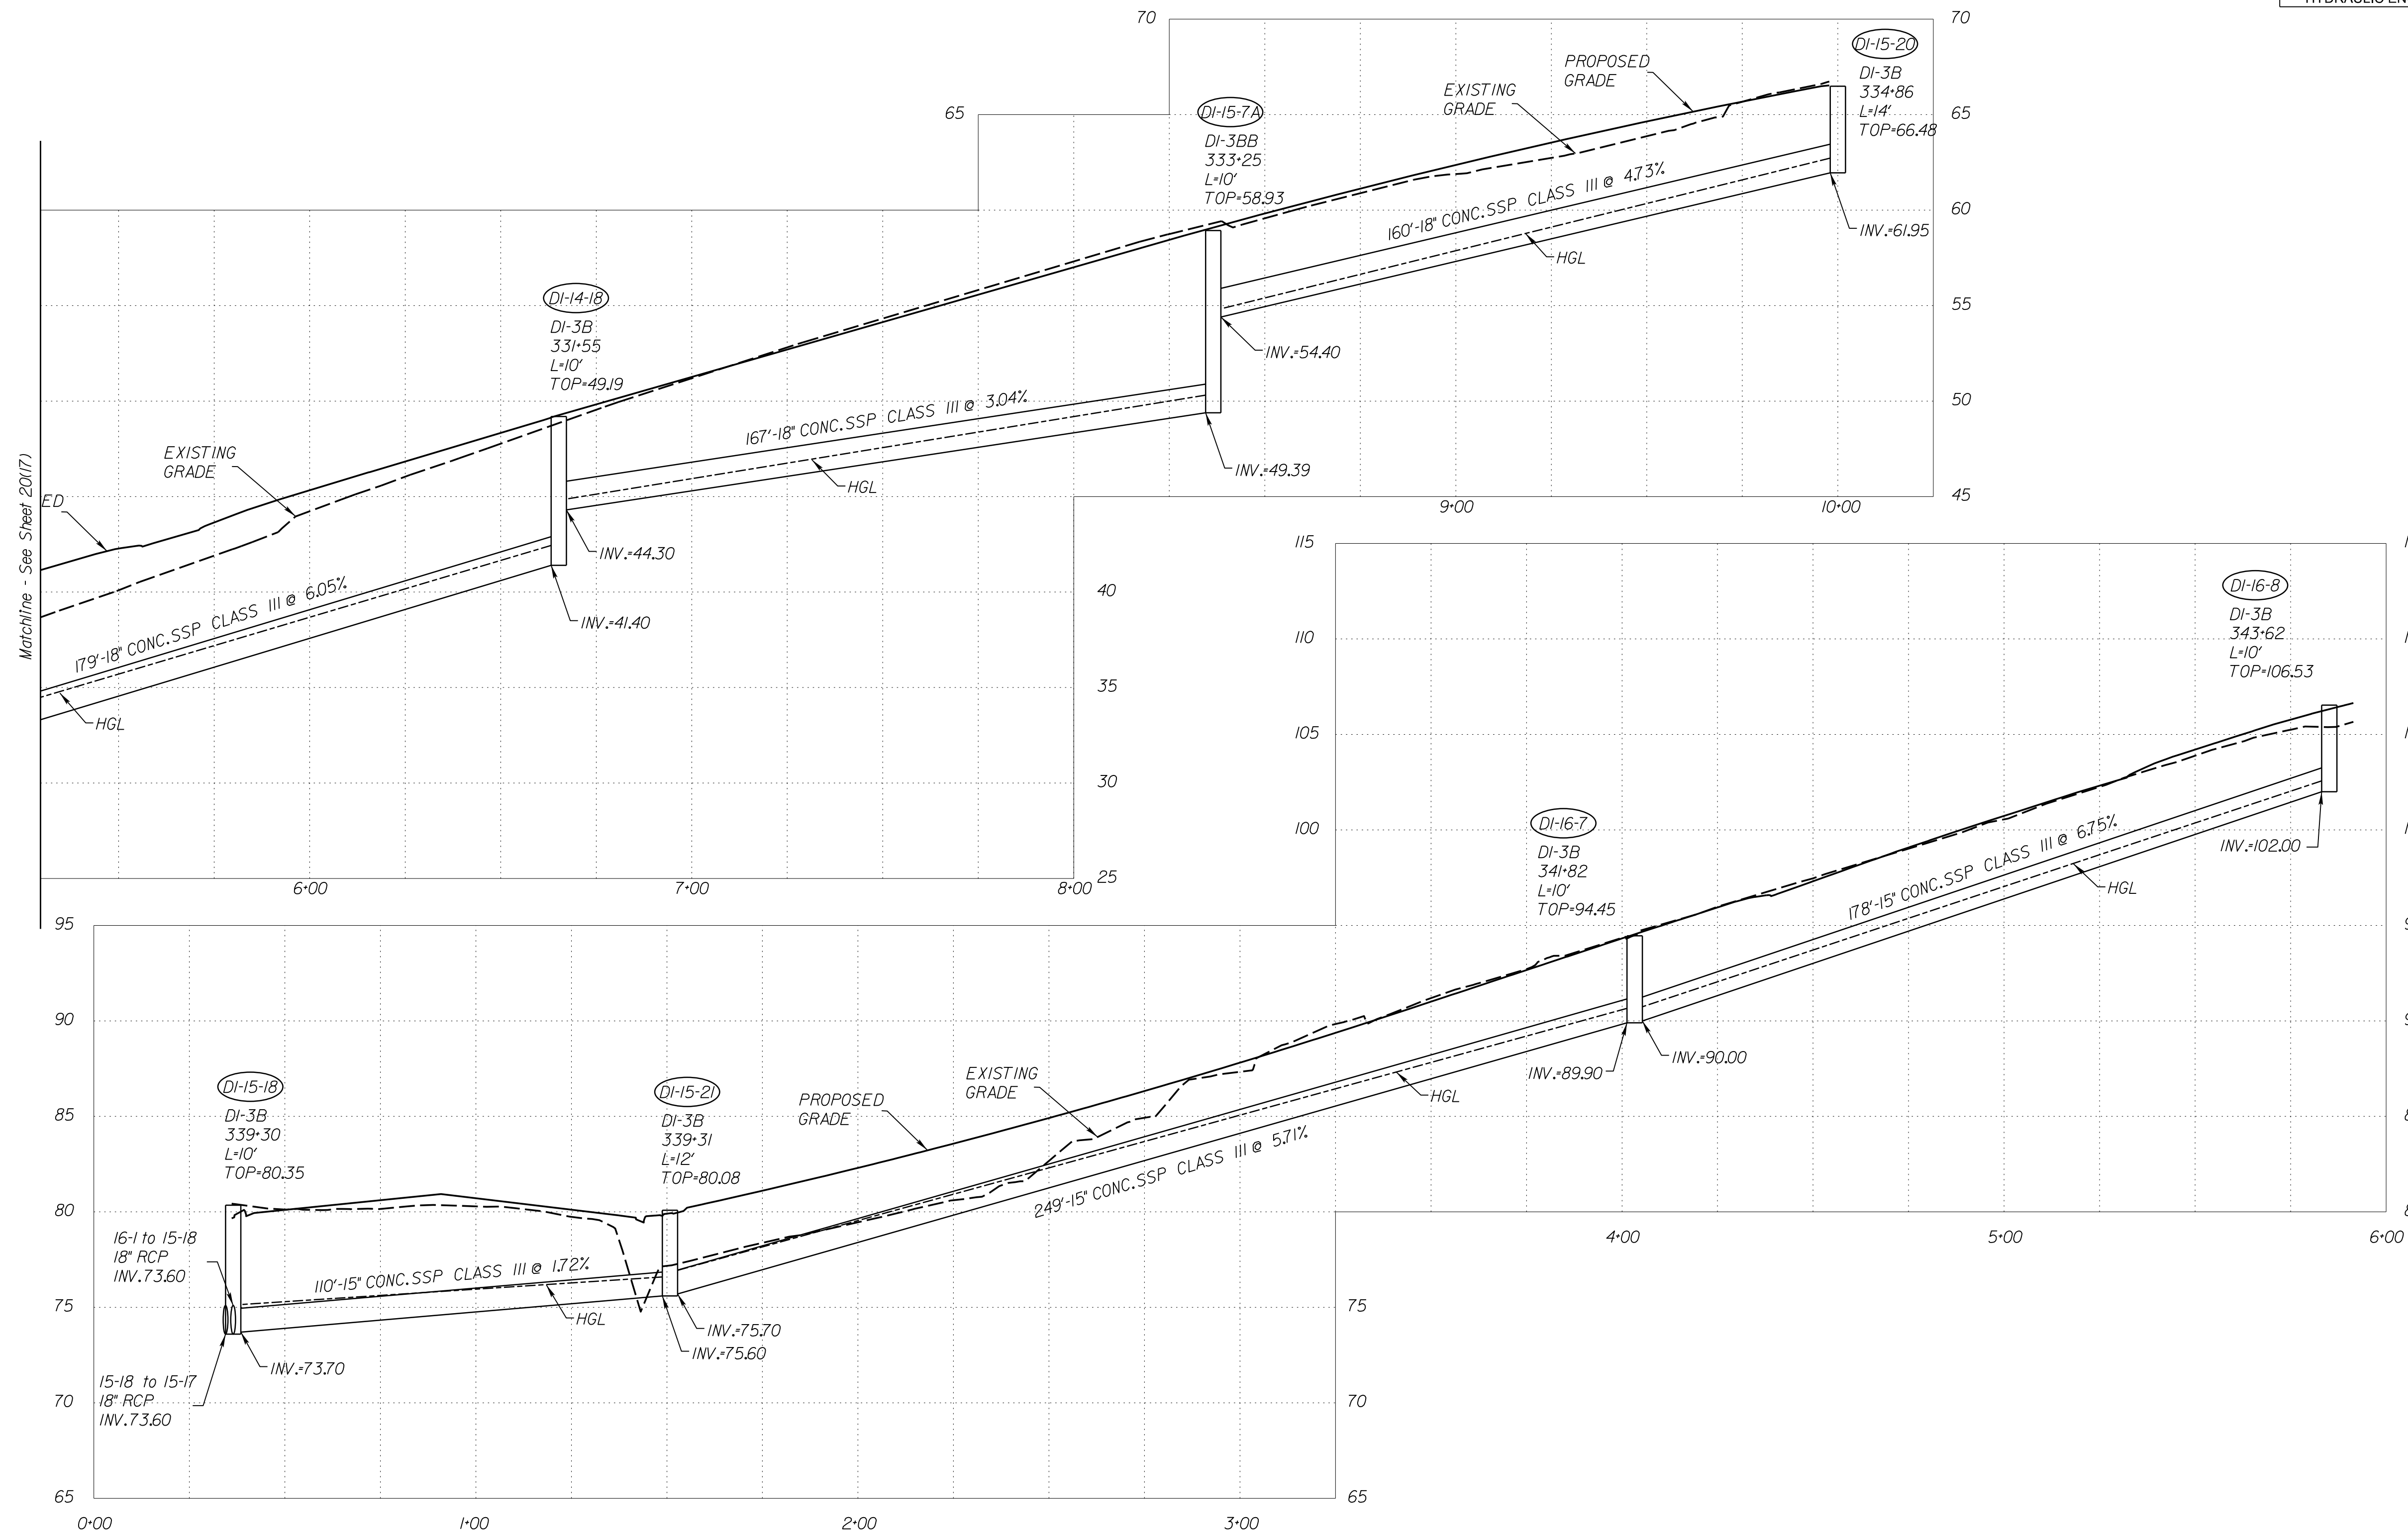 70
70
DI-15-20
DI-3B
334+86
L=14'
TOP=66.48
PROPOSED
GRADE
EXISTING
GRADE
65
65
DI-15-7A
DI-3BB
333+25
L=10'
TOP=58.93
160'-18" CONC. SSP CLASS III @ 4.73%
60
INV.=61.95
HGL
DI-14-18
DI-3B
331+55
L=10'
TOP=49.19
55
INV.=54.40
50
167'-18" CONC. SSP CLASS III @ 3.04%
HGL
INV.=49.39
45
9+00
10+00
Matchline - See Sheet 20(17)
ED
EXISTING
GRADE
INV.=44.30
INV.=41.40
179'-18" CONC. SSP CLASS III @ 6.05%
HGL
40
35
30
25
6+00
7+00
8+00
115
110
105
100
DI-16-8
DI-3B
343+62
L=10'
TOP=106.53
DI-16-7
DI-3B
341+82
L=10'
TOP=94.45
178'-15" CONC. SSP CLASS III @ 6.75%
INV.=102.00
HGL
95
90
85
80
75
70
65
INV.=90.00
INV.=89.90
HGL
EXISTING
GRADE
PROPOSED
GRADE
249'-15" CONC. SSP CLASS III @ 5.71%
DI-15-18
DI-3B
339+30
L=10'
TOP=80.35
DI-15-21
DI-3B
339+31
L=12'
TOP=80.08
16-1 to 15-18
18" RCP
INV.73.60
110'-15" CONC. SSP CLASS III @ 1.72%
HGL
INV.=75.70
INV.=75.60
INV.=73.70
15-18 to 15-17
18" RCP
INV.73.60
75
70
65
4+00
5+00
6+00
0+00
1+00
2+00
3+00